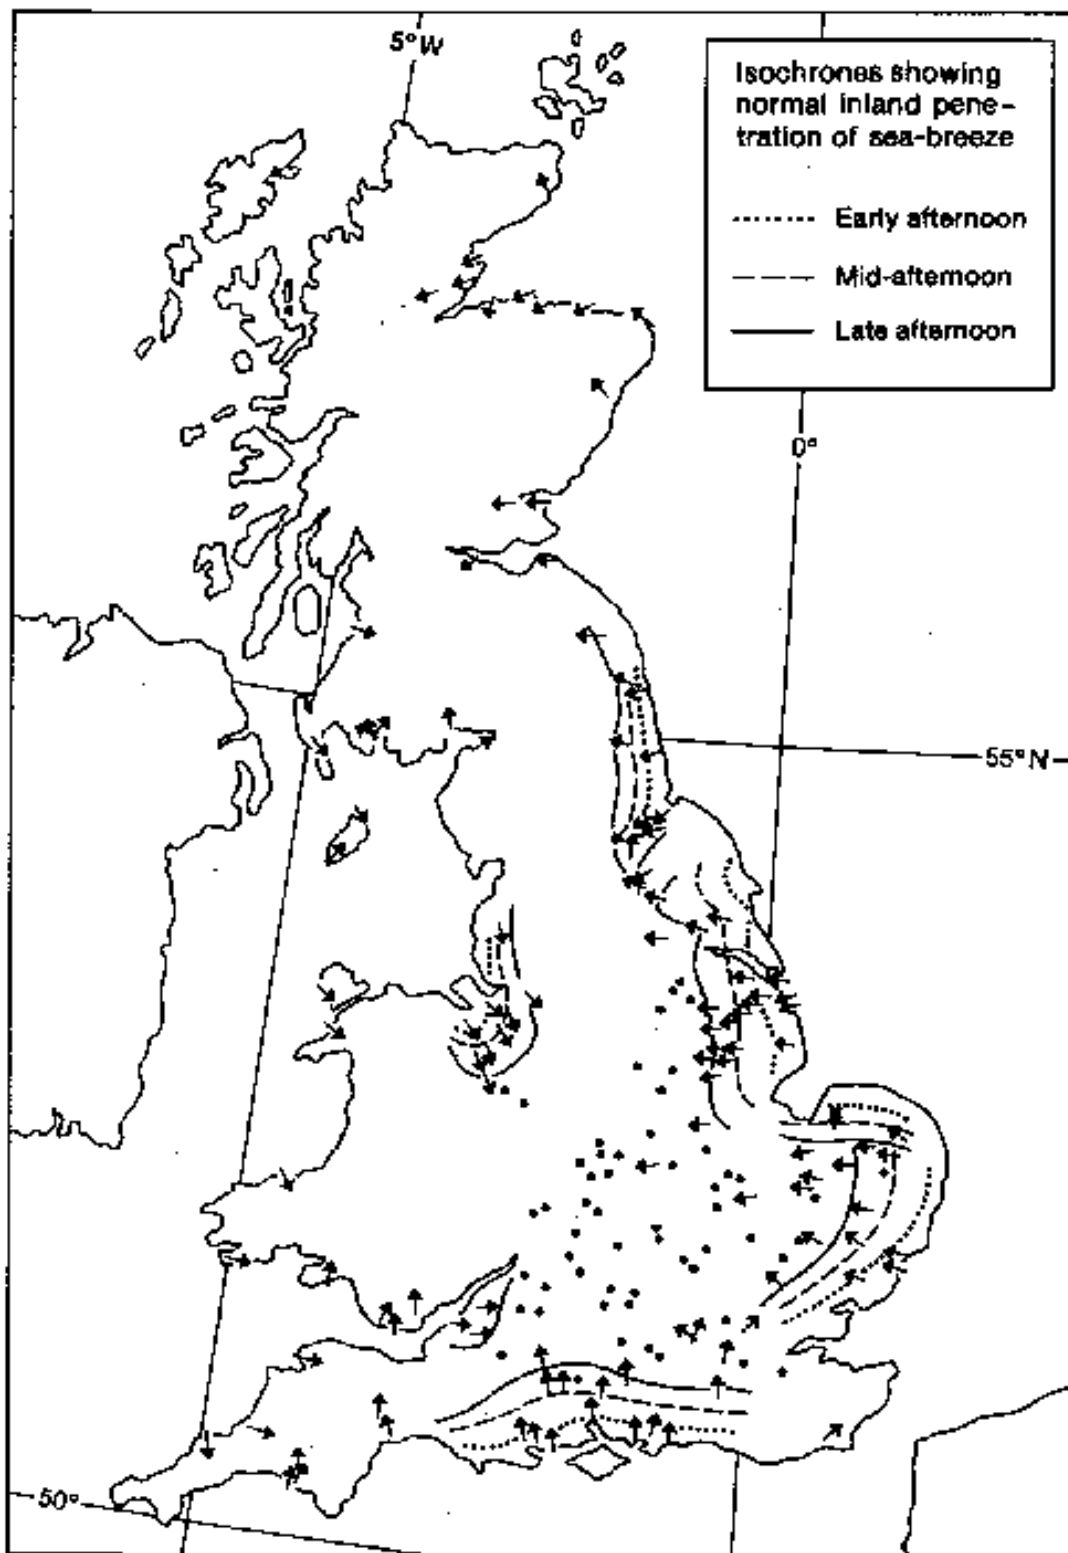 5°W
Isochrones showing
normal inland pene-
tration of sea-breeze
Early afternoon
Mid-afternoon
Late afternoon
0°
55°N
50°